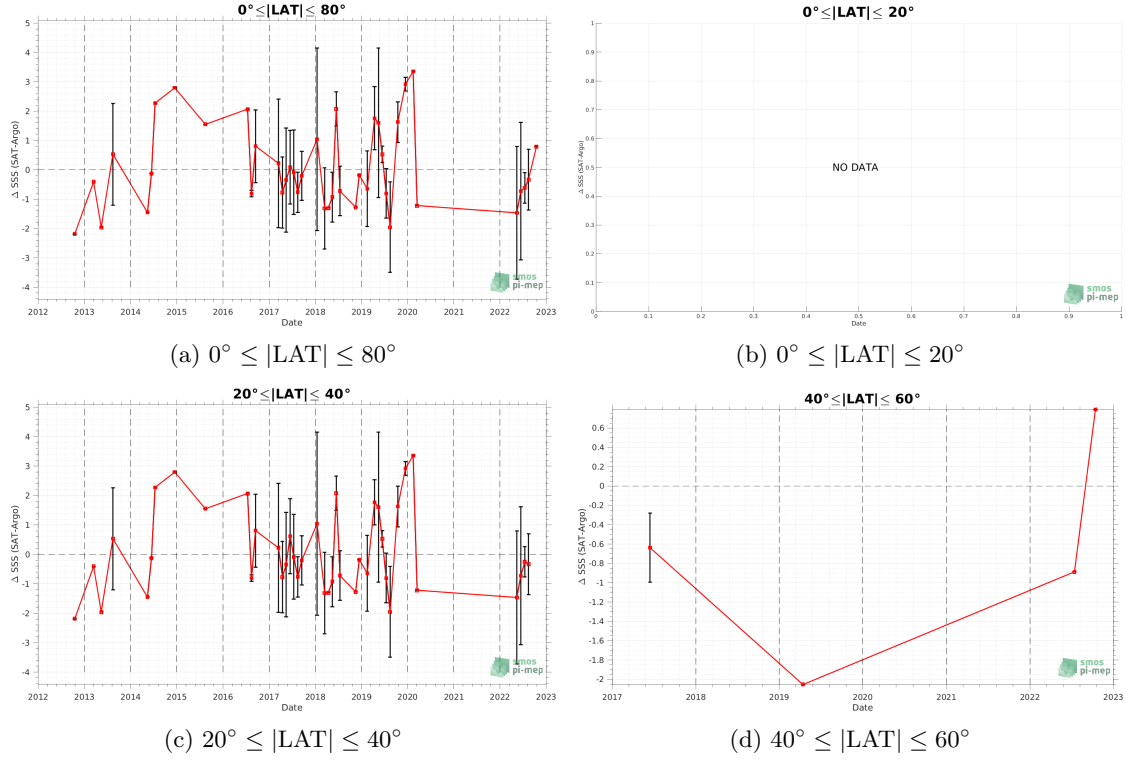 0°≤|LAT|≤ 80°
5
4
3
2
1
0
-1
-2
-3
-4
Δ SSS (SAT-Argo)
2012 2013 2014 2015 2016 2017 2018 2019 2020 2021 2022 2023
Date
smos
pi-mep
(a) 0° ≤ |LAT| ≤ 80°
0°≤|LAT|≤ 20°
1
0.9
0.8
0.7
0.6
0.5
0.4
0.3
0.2
0.1
0
Δ SSS (SAT-Argo)
NO DATA
0 0.1 0.2 0.3 0.4 0.5 0.6 0.7 0.8 0.9 1
Date
smos
pi-mep
(b) 0° ≤ |LAT| ≤ 20°
20°≤|LAT|≤ 40°
5
4
3
2
1
0
-1
-2
-3
-4
Δ SSS (SAT-Argo)
2012 2013 2014 2015 2016 2017 2018 2019 2020 2021 2022 2023
Date
smos
pi-mep
(c) 20° ≤ |LAT| ≤ 40°
40°≤|LAT|≤ 60°
0.6
0.4
0.2
0
-0.2
-0.4
-0.6
-0.8
-1
-1.2
-1.4
-1.6
-1.8
-2
Δ SSS (SAT-Argo)
2017 2018 2019 2020 2021 2022 2023
Date
smos
pi-mep
(d) 40° ≤ |LAT| ≤ 60°